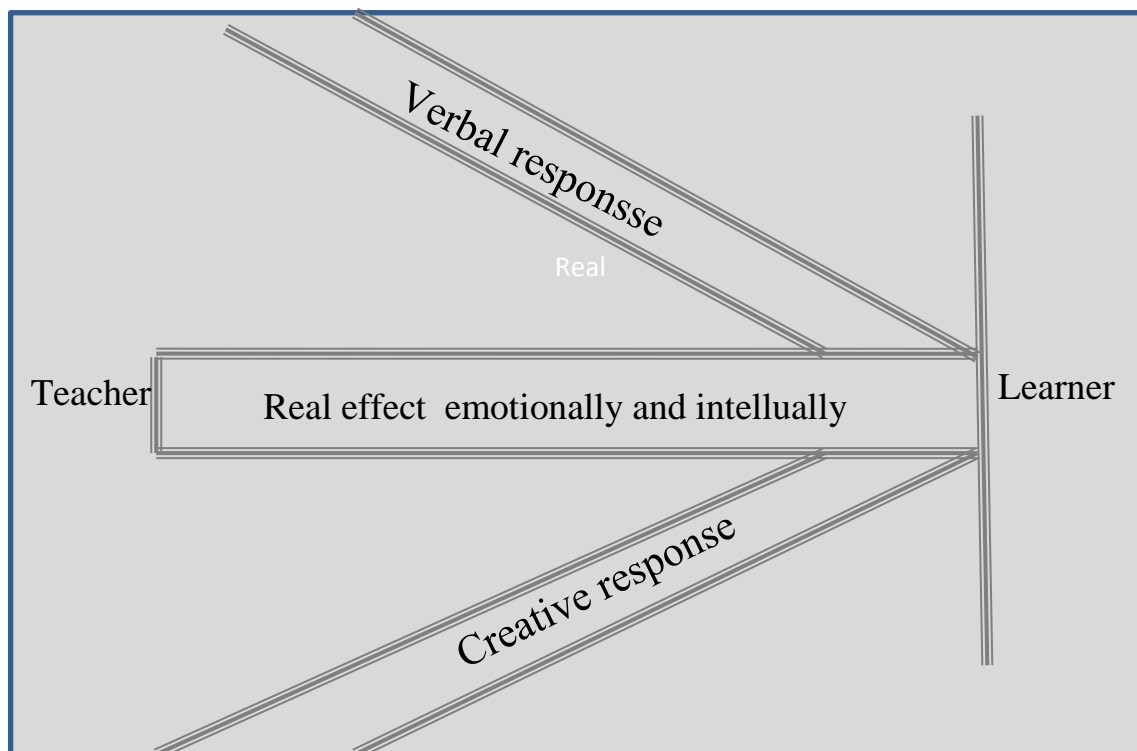 Verbal responsse
Real
Teacher
Real effect  emotionally and intellually
Learner
Creative response